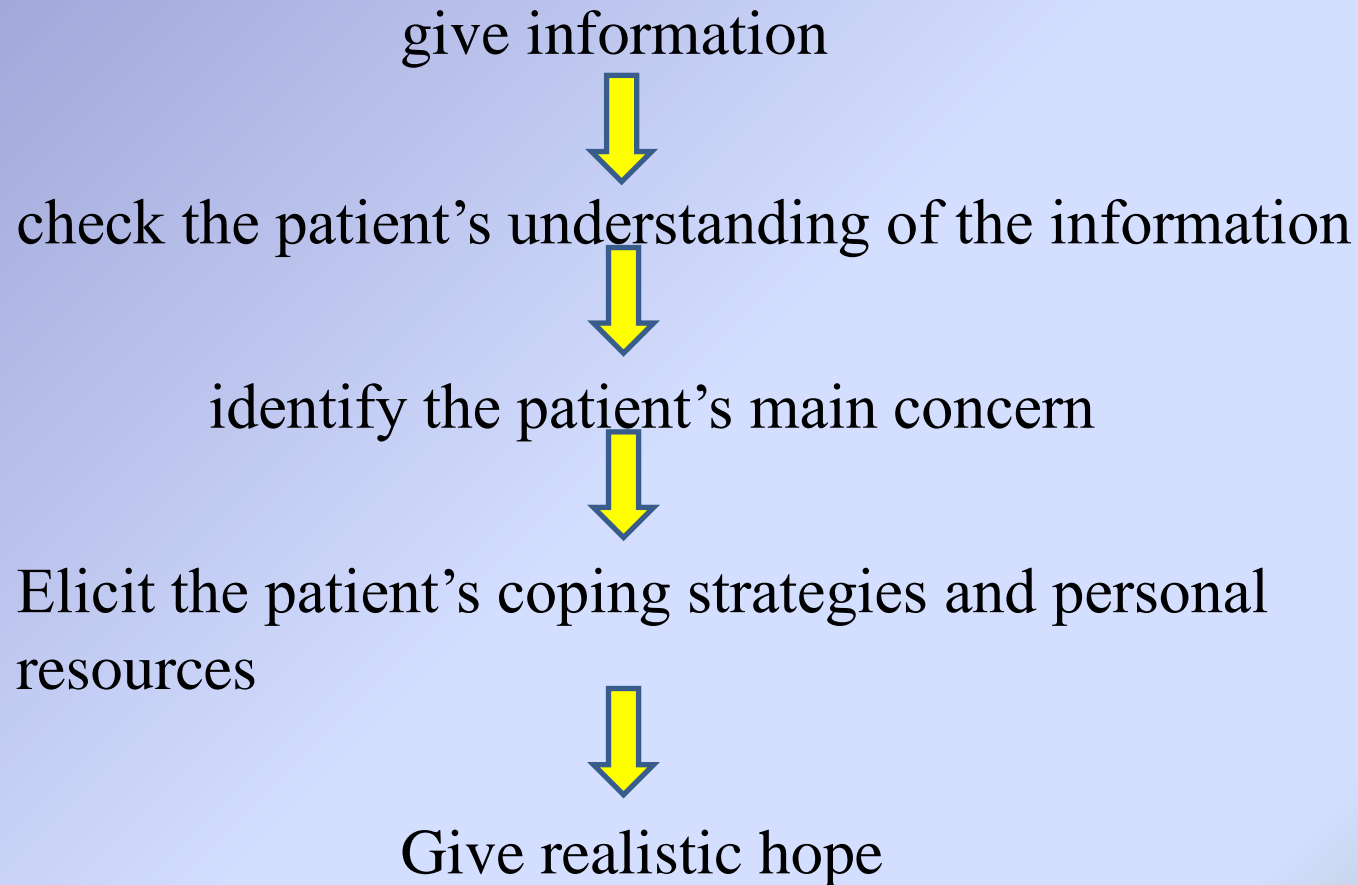 give information
check the patient’s understanding of the information
identify the patient’s main concern
Elicit the patient’s coping strategies and personal
resources
Give realistic hope